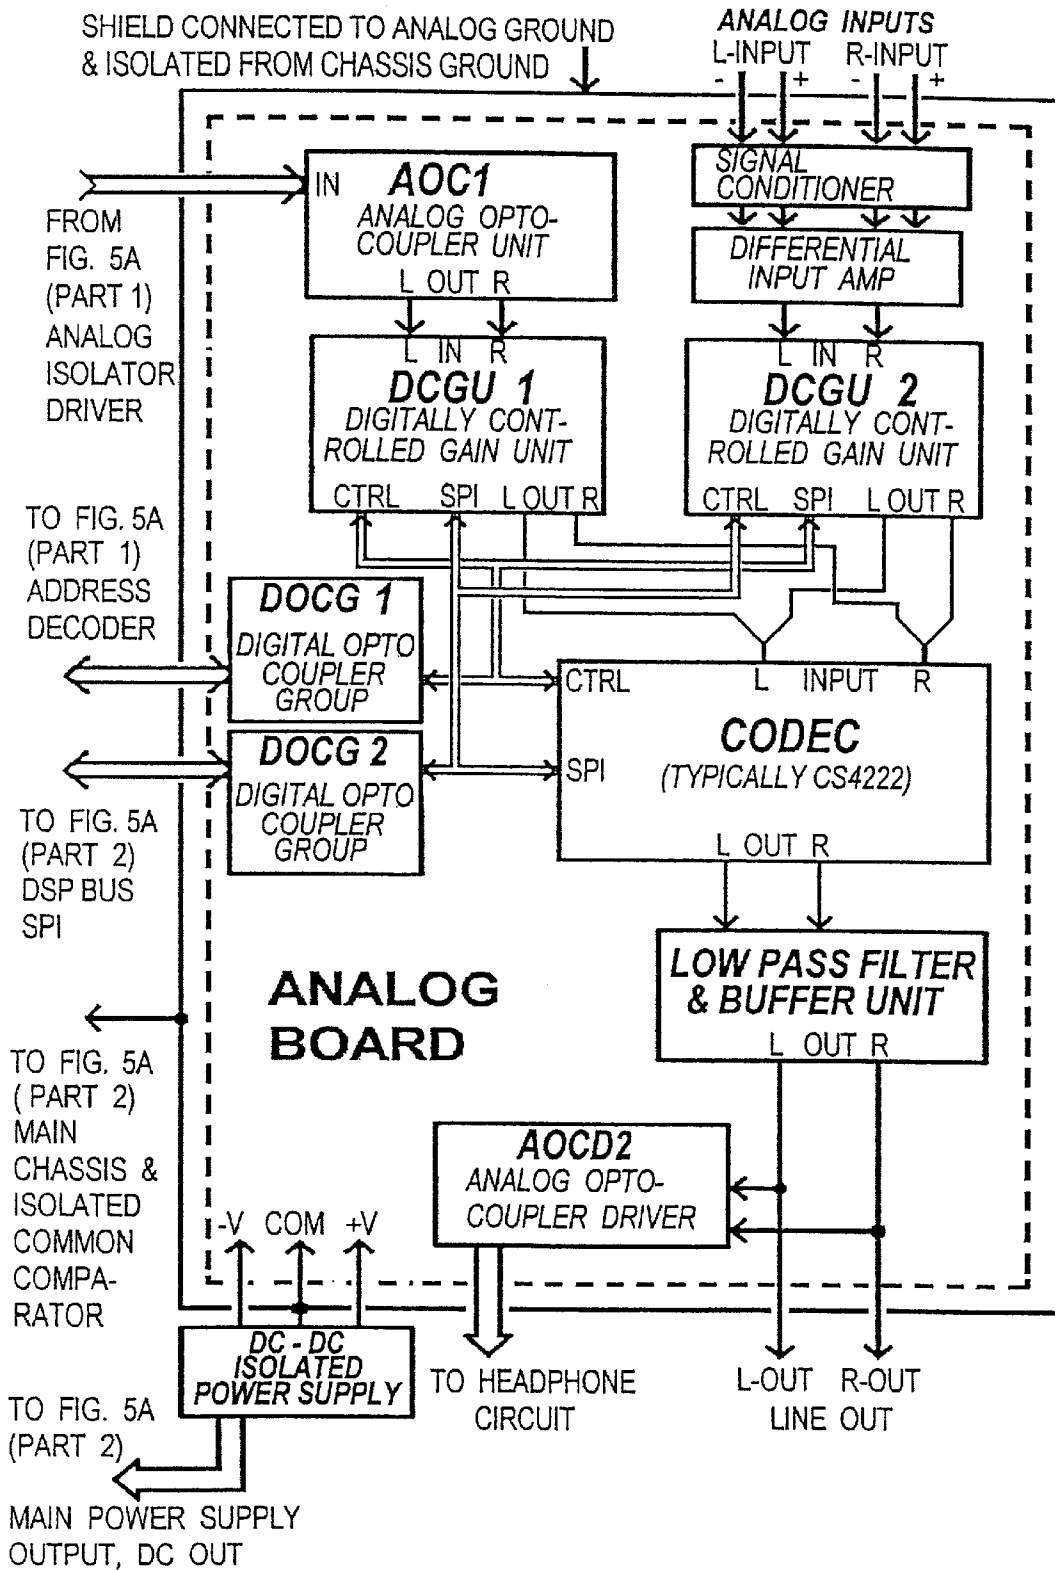 SHIELD CONNECTED TO ANALOG GROUND
& ISOLATED FROM CHASSIS GROUND
ANALOG INPUTS
L-INPUT R-INPUT
- + - +
SIGNAL
CONDITIONER
DIFFERENTIAL
INPUT AMP
IN AOC1
ANALOG OPTO-
COUPLER UNIT
L OUT R
FROM
FIG. 5A
(PART 1)
ANALOG
ISOLATOR
DRIVER
L IN R
DCGU 1
DIGITALLY CONT-
ROLLED GAIN UNIT
CTRL SPI L OUT R
L IN R
DCGU 2
DIGITALLY CONT-
ROLLED GAIN UNIT
CTRL SPI L OUT R
TO FIG. 5A
(PART 1)
ADDRESS
DECODER
DOCG 1
DIGITAL OPTO
COUPLER
GROUP
DOCG 2
DIGITAL OPTO
COUPLER
GROUP
CTRL L INPUT R
CODEC
SPI (TYPICALLY CS4222)
L OUT R
TO FIG. 5A
(PART 2)
DSP BUS
SPI
ANALOG
BOARD
LOW PASS FILTER
& BUFFER UNIT
L OUT R
TO FIG. 5A
( PART 2)
MAIN
CHASSIS &
ISOLATED
COMMON
COMPA-
RATOR
AOCD2
ANALOG OPTO-
COUPLER DRIVER
-V COM +V
DC - DC
ISOLATED
POWER SUPPLY
TO HEADPHONE
CIRCUIT
L-OUT R-OUT
LINE OUT
TO FIG. 5A
(PART 2)
MAIN POWER SUPPLY
OUTPUT, DC OUT